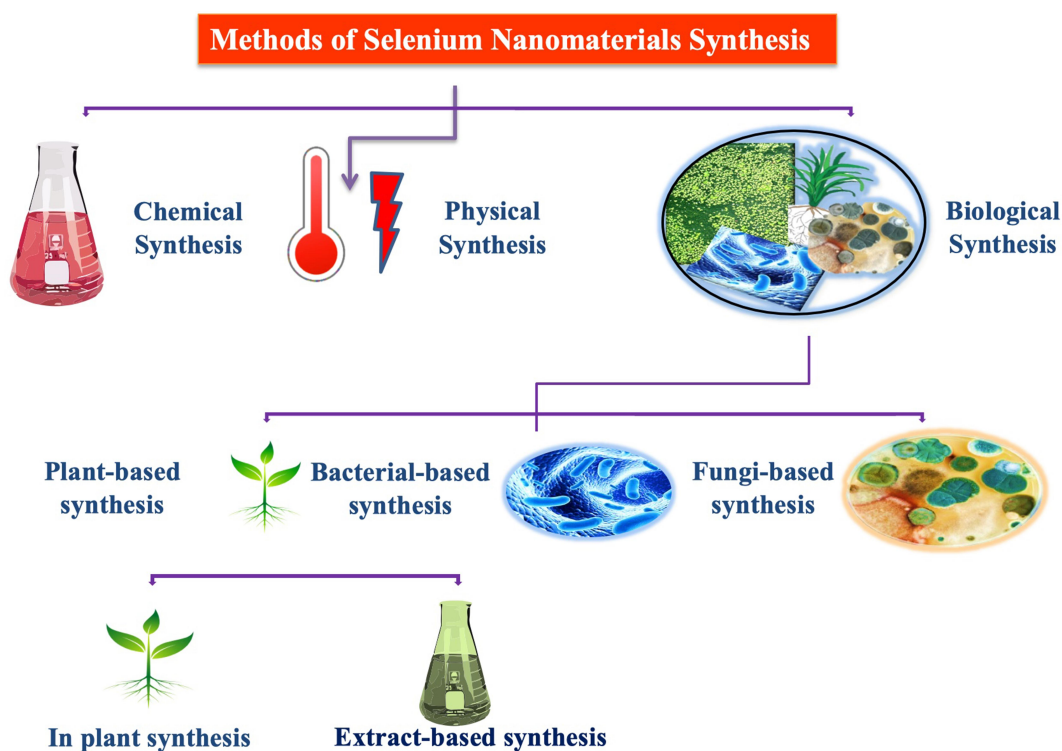 Methods of Selenium Nanomaterials Synthesis
Chemical
Synthesis
Physical
Synthesis
Biological
Synthesis
Plant-based
synthesis
Bacterial-based
synthesis
Fungi-based
synthesis
In plant synthesis
Extract-based synthesis